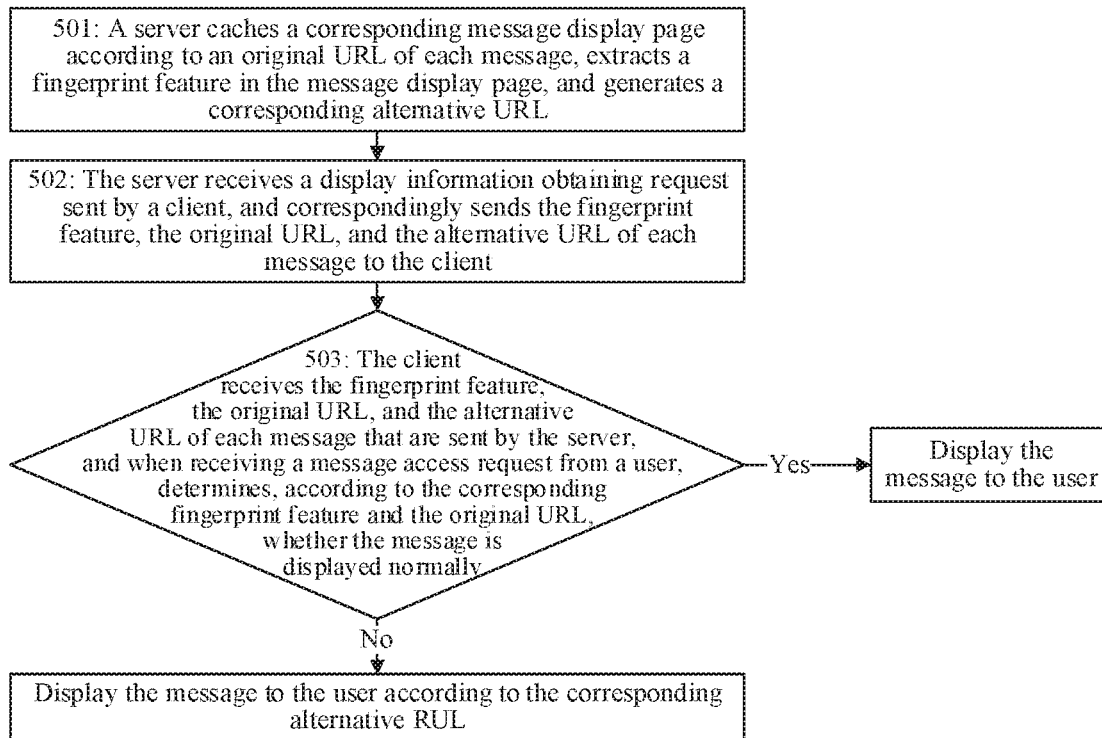 501: A server caches a corresponding message display page
according to an original URL of each message, extracts a
fingerprint feature in the message display page, and generates a
corresponding alternative URL
502: The server receives a display information obtaining request
sent by a client, and correspondingly sends the fingerprint
feature, the original URL, and the alternative URL of each
message to the client
503: The client
receives the fingerprint feature,
the original URL, and the alternative
URL of each message that are sent by the server,
and when receiving a message access request from a user,
determines, according to the corresponding
fingerprint feature and the original URL,
whether the message is
displayed normally
Yes
Display the
message to the user
No
Display the message to the user according to the corresponding
alternative RUL